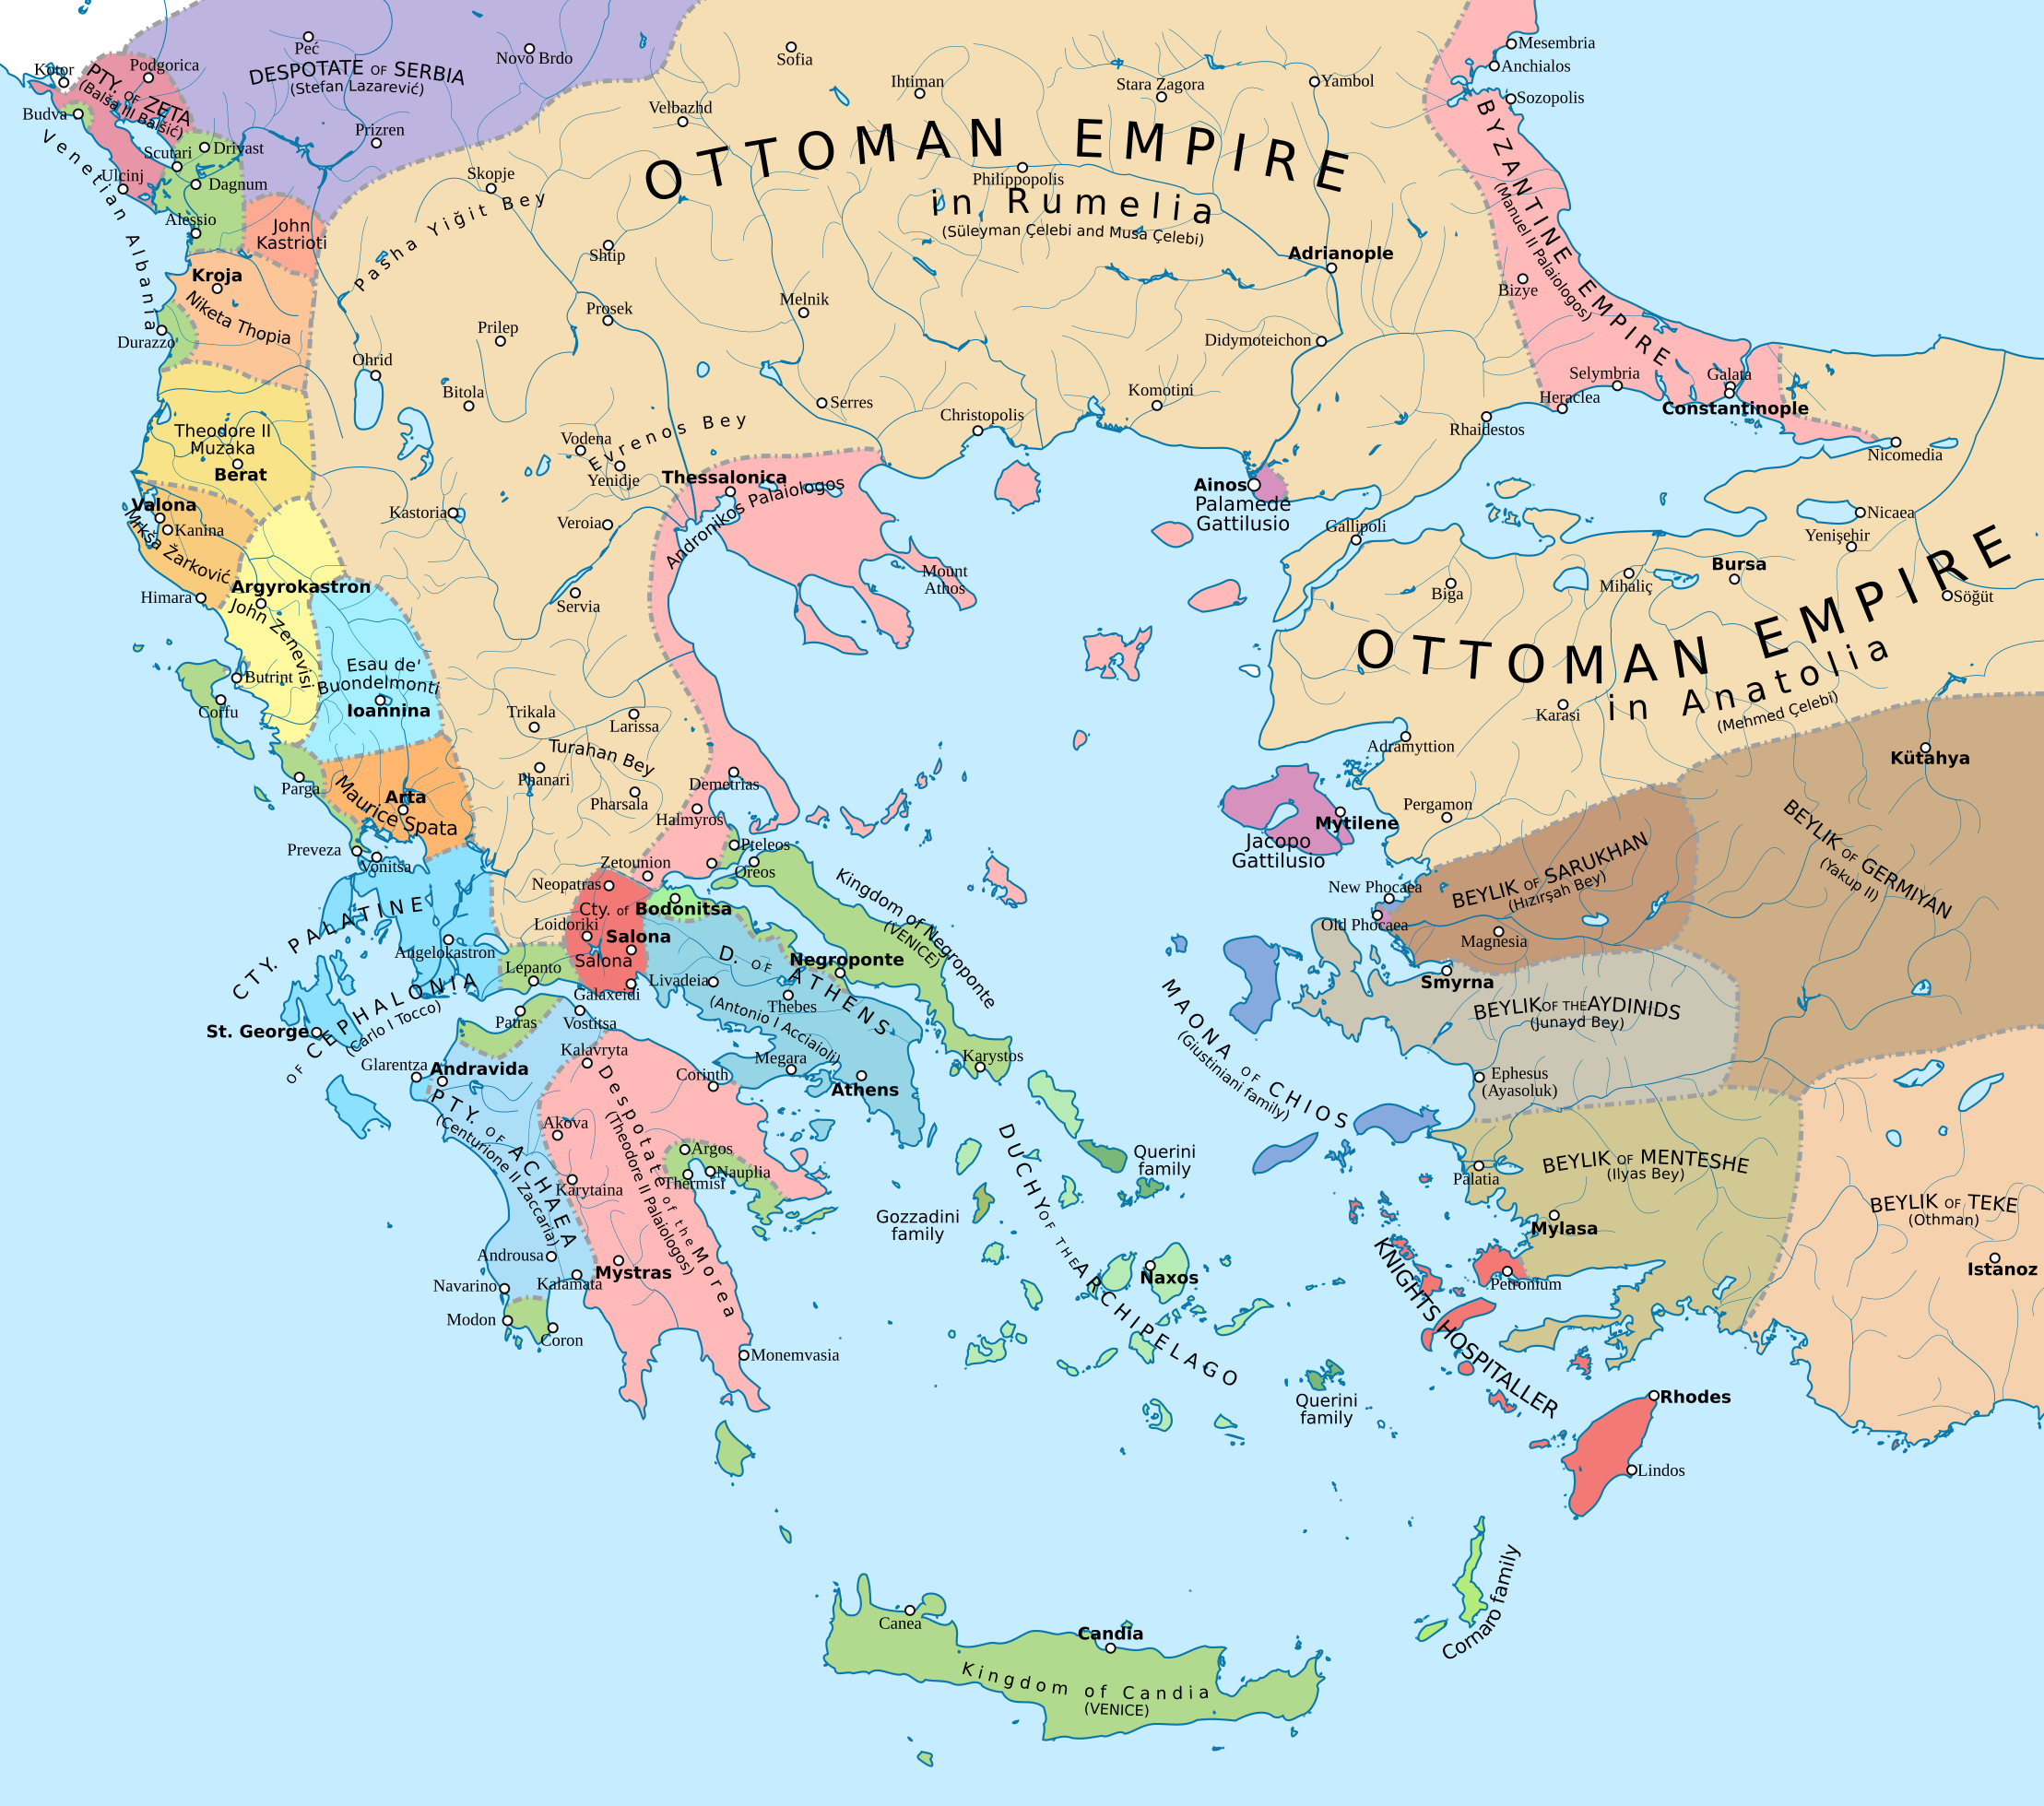 Peć
Novo Brdo
DESPOTATE OF SERBIA
(Stefan Lazarević)
Prizren
Kotor
Podgorica
PTY. OF ZETA
(Balša III Balšić)
Budva
Venetian Albania
Scutari
Drivast
Ulcinj
Dagnum
Alessio
John
Kastrioti
Kroja
Niketa Thopia
Durazzo
Theodore II
Muzaka
Berat
Valona
Kanina
Mrkša Žarković
Himara
Argyrokastron
John Zenevisi
Butrint
Corfu
Esau de'
Buondelmonti
Ioannina
Parga
Arta
Maurice Spata
Preveza
Vonitsa
Sofia
Ihtiman
Stara Zagora
Yambol
Velbazhd
OTTOMAN EMPIRE
in Rumelia
(Süleyman Çelebi and Musa Çelebi)
Philippopolis
Skopje
Pasha Yiğit Bey
Shtip
Adrianople
Prosek
Melnik
Prilep
Ohrid
Bitola
Didymoteichon
Serres
Christopolis
Komotini
Vodena
Evrenos Bey
Yenidje
Kastoria
Veroia
Servia
Rhaidestos
Gallipoli
Trikala
Larissa
Turahan Bey
Phanari
Pharsala
Mesembria
Anchialos
Sozopolis
BYZANTINE EMPIRE
(Manuel II Palaiologos)
Bizye
Selymbria
Galata
Heraclea
Constantinople
Nicomedia
Thessalonica
Andronikos Palaiologos
Mount
Athos
Demetrias
Halmyros
Zetounion
Ainos
Palamede
Gattilusio
Nicaea
Yenişehir
Bursa
Mihaliç
Biga
Söğüt
OTTOMAN EMPIRE
in Anatolia
(Mehmed Çelebi)
Karasi
Adramyttion
Pergamon
Mytilene
Jacopo
Gattilusio
Kütahya
BEYLIK OF GERMIYAN
(Yakup II)
BEYLIK OF SARUKHAN
(Hızırşah Bey)
New Phocaea
Old Phocaea
Magnesia
Smyrna
BEYLIK OF THE AYDINIDS
(Junayd Bey)
Ephesus
(Ayasoluk)
BEYLIK OF MENTESHE
(Ilyas Bey)
Palatia
Mylasa
Petronium
BEYLIK OF TEKE
(Othman)
Istanoz
Pteleos
Oreos
Neopatras
Cty. of
Bodonitsa
Loidoriki
Salona
Salona
Galaxeidi
Lepanto
Kingdom of Negroponte
(VENICE)
Negroponte
Karystos
D. OF ATHENS
(Antonio I Acciaioli)
Livadeia
Thebes
Megara
Athens
CTY. PALATINE
OF CEPHALONIA
(Carlo I Tocco)
Angelokastron
St. George
Patras
Vostitsa
Glarentza
Andravida
PTY. OF ACHAEA
(Centurione II Zaccaria)
Kalavryta
Corinth
Akova
Despotate of the Morea
(Theodore II Palaiologos)
Argos
Nauplia
Thermisi
Karytaina
Androusa
Mystras
Navarino
Kalamata
Modon
Coron
Monemvasia
MAONA OF CHIOS
(Giustiniani family)
DUCHY OF THE ARCHIPELAGO
Querini
family
Gozzadini
family
Naxos
Querini
family
KNIGHTS HOSPITALLER
Rhodes
Lindos
Cornaro family
Canea
Candia
Kingdom of Candia
(VENICE)